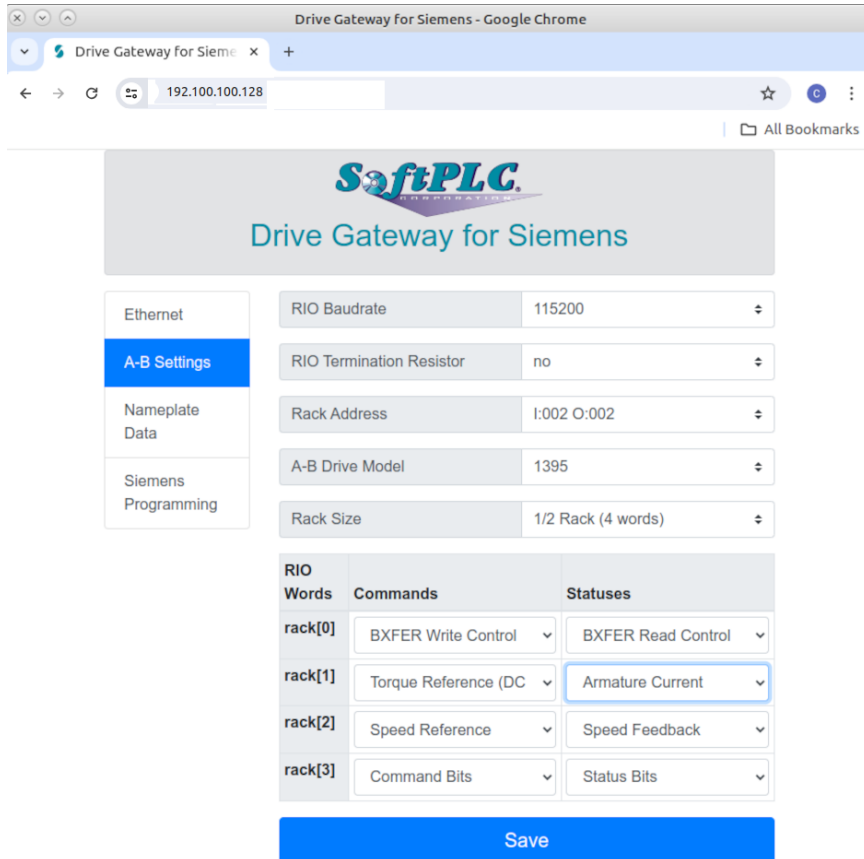 Drive Gateway for Siemens - Google Chrome
Drive Gateway for Sieme
192.100.100.128
C
All Bookmarks
SoftPLC.
CORPORATION
Drive Gateway for Siemens
Ethernet
A-B Settings
Nameplate
Data
Siemens
Programming
RIO Baudrate 115200
RIO Termination Resistor no
Rack Address I:002 O:002
A-B Drive Model 1395
Rack Size 1/2 Rack (4 words)
RIO
Words Commands Statuses
rack[0] BXFER Write Control BXFER Read Control
rack[1] Torque Reference (DC Armature Current
rack[2] Speed Reference Speed Feedback
rack[3] Command Bits Status Bits
Save